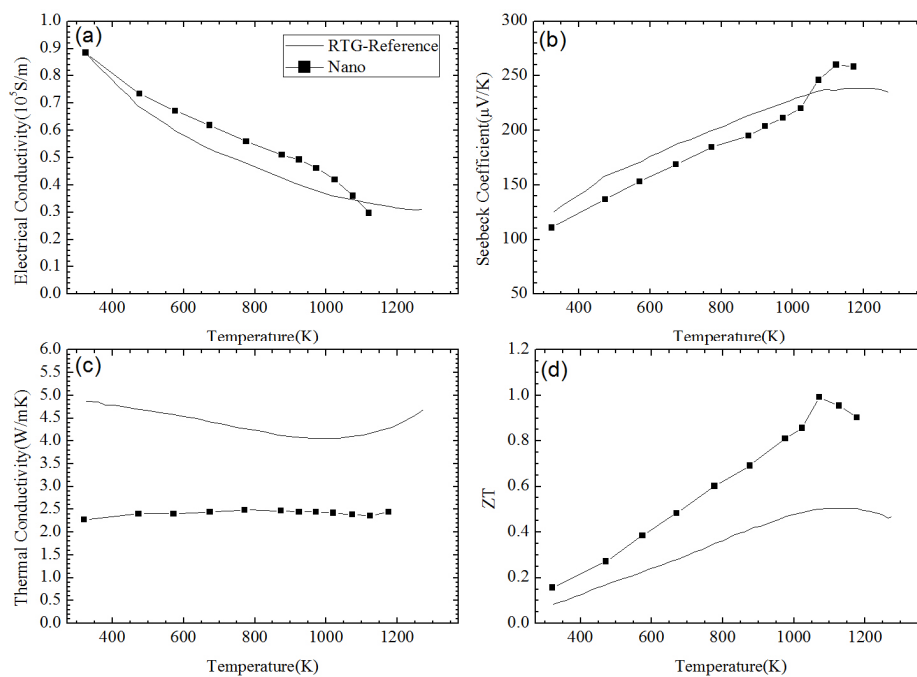 (a)
RTG-Reference
Nano
Electrical Conductivity(10⁵S/m)
1.0
0.9
0.8
0.7
0.6
0.5
0.4
0.3
0.2
0.1
0.0
400 600 800 1000 1200
Temperature(K)
(b)
Seebeck Coefficient(μV/K)
300
250
200
150
100
50
400 600 800 1000 1200
Temperature(K)
(c)
Thermal Conductivity(W/mK)
6.0
5.5
5.0
4.5
4.0
3.5
3.0
2.5
2.0
1.5
1.0
0.5
0.0
400 600 800 1000 1200
Temperature(K)
(d)
ZT
1.2
1.0
0.8
0.6
0.4
0.2
0.0
400 600 800 1000 1200
Temperature(K)